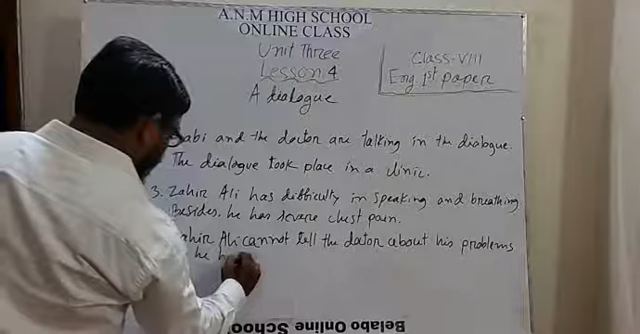 A.N.M HIGH SCHOOL
ONLINE CLASS
Unit Three
Lesson 4
A dialogue
Class-VIII
Eng. 1st paper
and the doctor are talking in the dialogue.
The dialogue took place in a clinic.
3. Zahir Ali has difficulty in speaking and breathing
Besides. he has severe chest pain.
Ali cannot tell the doctor about his problems
he
Belabo Online School